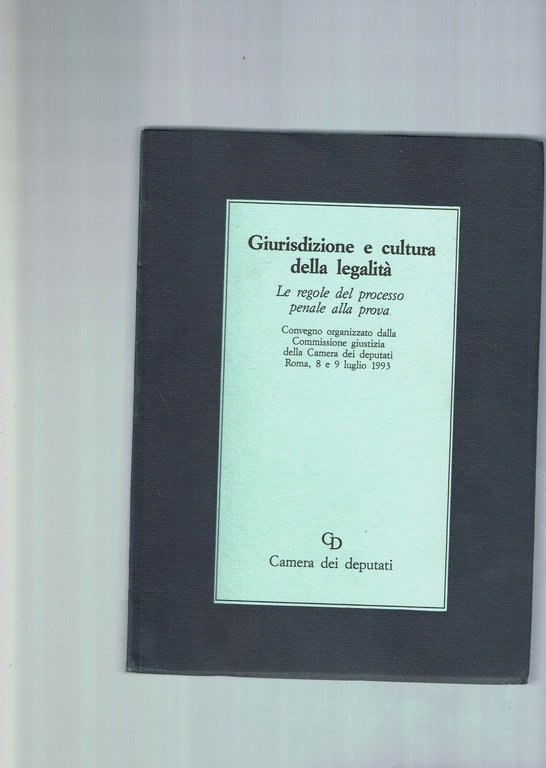 Giurisdizione e cultura
della legalità
Le regole del processo
penale alla prova
Convegno organizzato dalla
Commissione giustizia
della Camera dei deputati
Roma, 8 e 9 luglio 1993
CD
Camera dei deputati